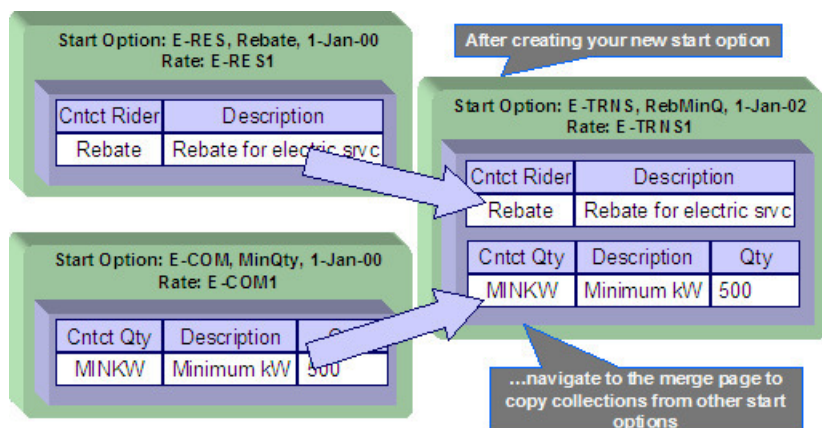 Start Option: E-RES, Rebate, 1-Jan-00
Rate: E-RES1
Cntct Rider Description
Rebate Rebate for electric srvc
After creating your new start option
Start Option: E-TRNS, RebMinQ, 1-Jan-02
Rate: E-TRNS1
Cntct Rider Description
Rebate Rebate for electric srvc
Cntct Qty Description Qty
MINKW Minimum kW 500
Start Option: E-COM, MinQty, 1-Jan-00
Rate: E-COM1
Cntct Qty Description
MINKW Minimum kW 500
...navigate to the merge page to
copy collections from other start
options